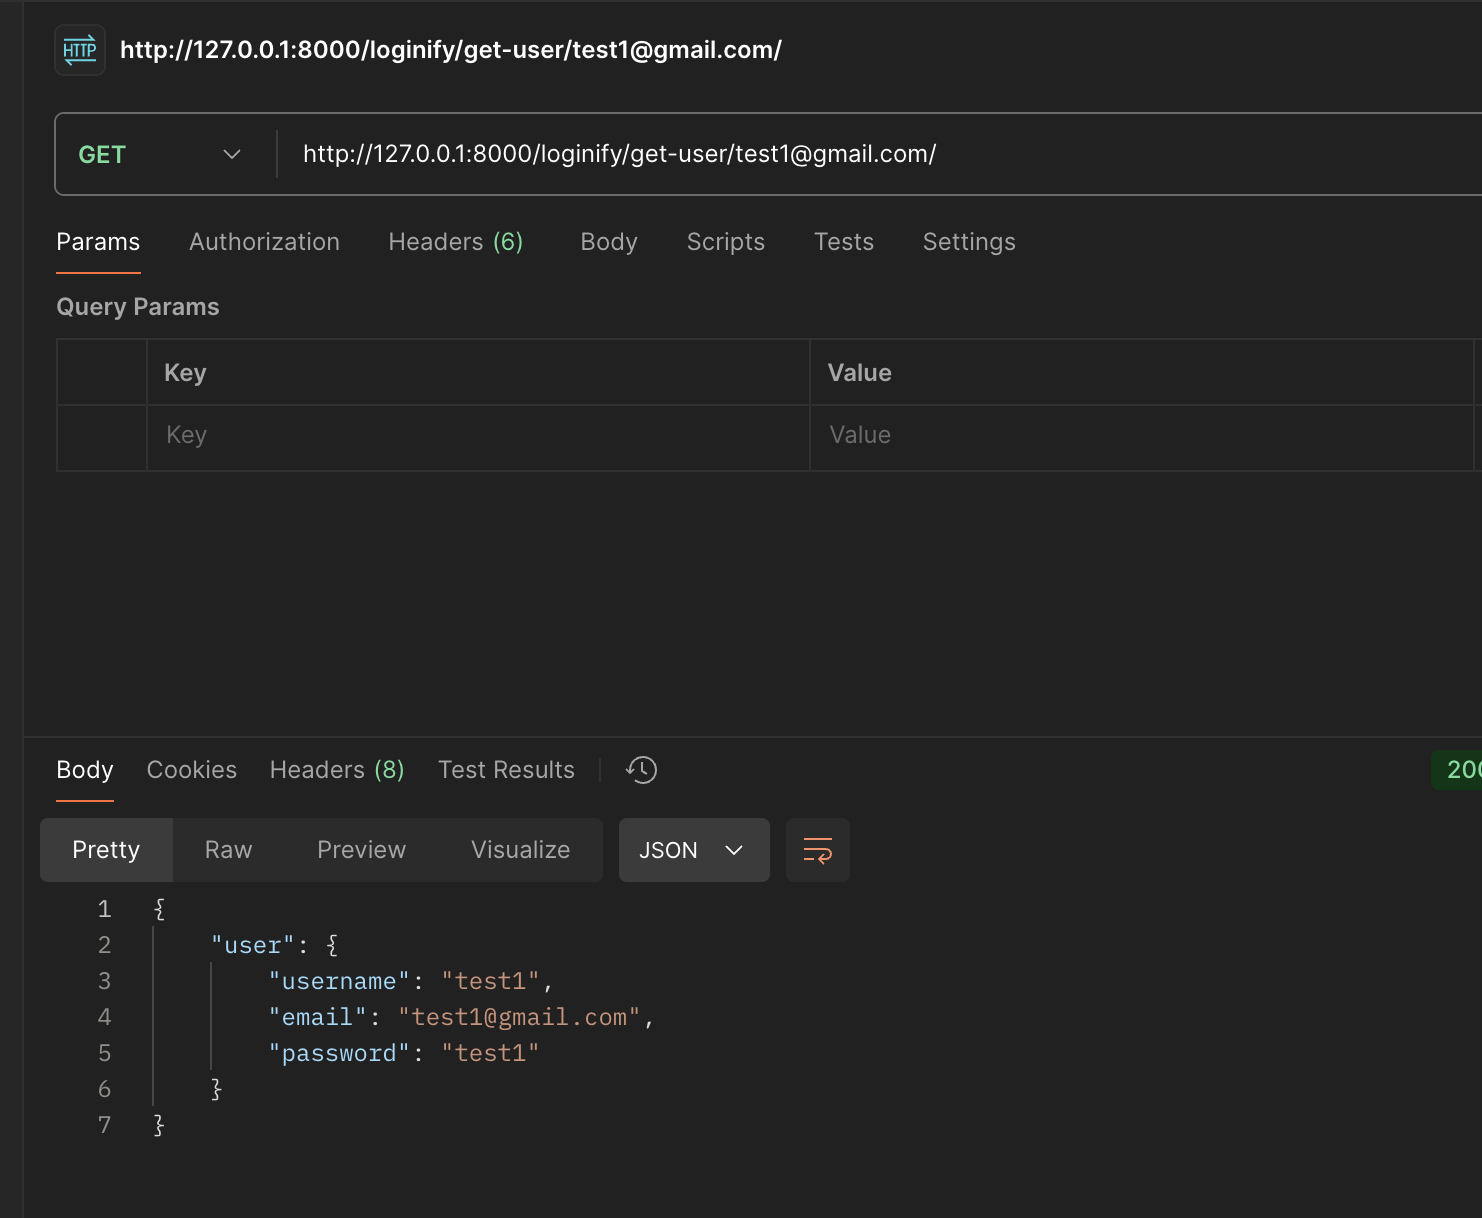 HTTP http://127.0.0.1:8000/loginify/get-user/test1@gmail.com/
GET http://127.0.0.1:8000/loginify/get-user/test1@gmail.com/
Params Authorization Headers (6) Body Scripts Tests Settings
Query Params
Key Value
Key Value
Body Cookies Headers (8) Test Results 200
Pretty Raw Preview Visualize JSON
1 {
2     "user": {
3         "username": "test1",
4         "email": "test1@gmail.com",
5         "password": "test1"
6     }
7 }